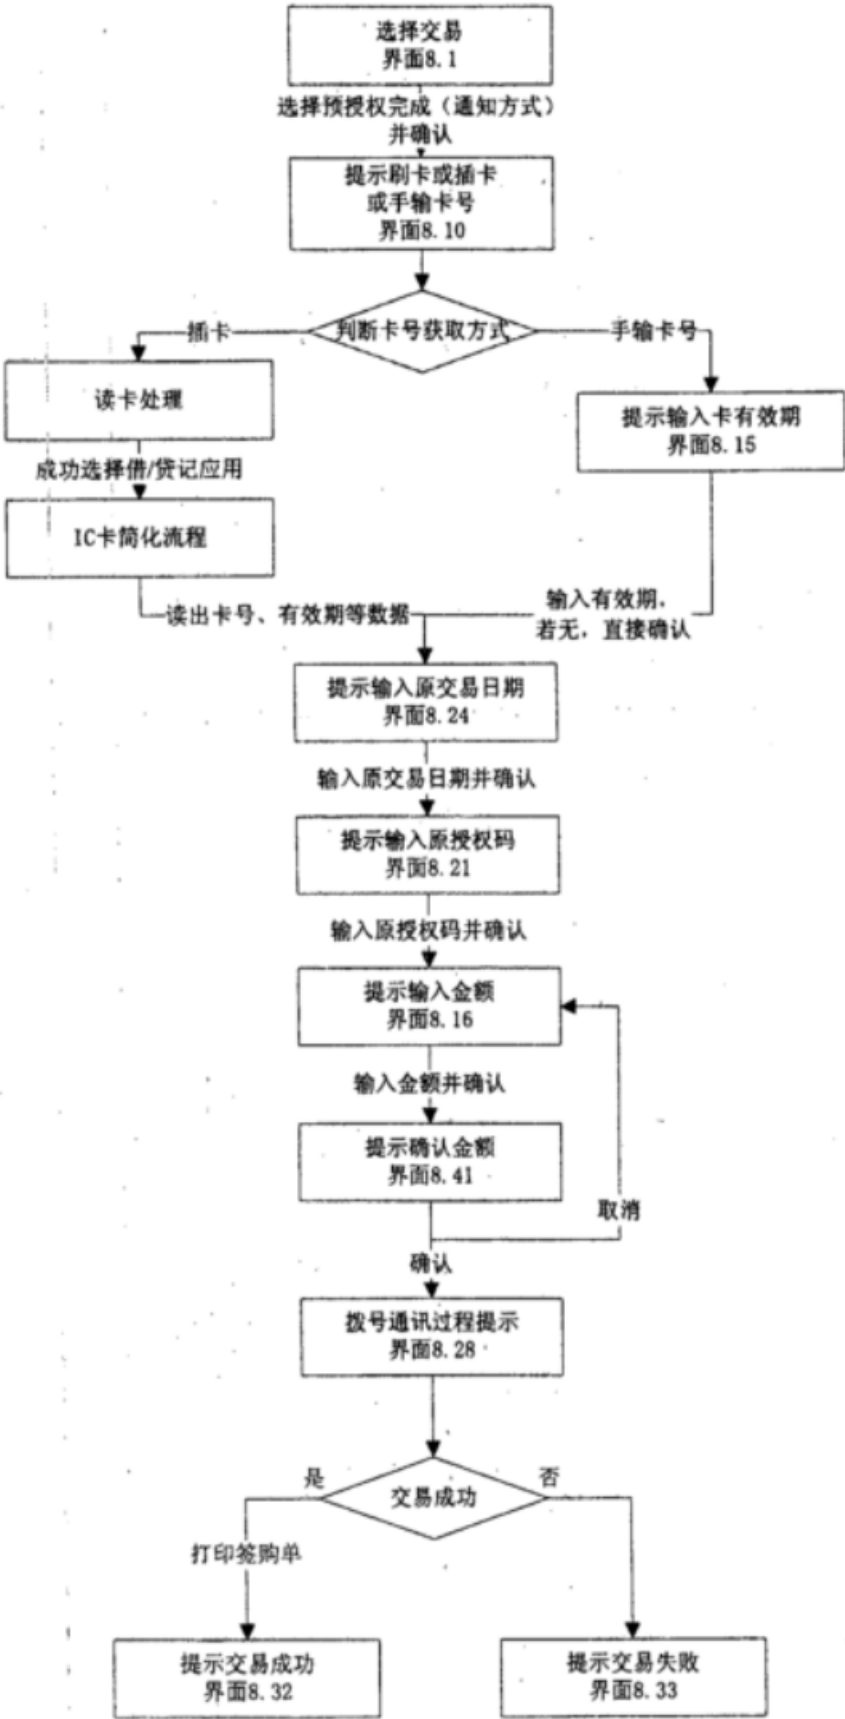 选择交易
界面8.1
选择预授权完成（通知方式）
并确认
提示刷卡或插卡
或手输卡号
界面8.10
判断卡号获取方式
插卡
手输卡号
读卡处理
提示输入卡有效期
界面8.15
成功选择借/贷记应用
IC卡简化流程
读出卡号、有效期等数据
输入有效期，
若无，直接确认
提示输入原交易日期
界面8.24
输入原交易日期并确认
提示输入原授权码
界面8.21
输入原授权码并确认
提示输入金额
界面8.16
输入金额并确认
提示确认金额
界面8.41
取消
确认
拨号通讯过程提示
界面8.28
是
否
交易成功
打印签购单
提示交易成功
界面8.32
提示交易失败
界面8.33